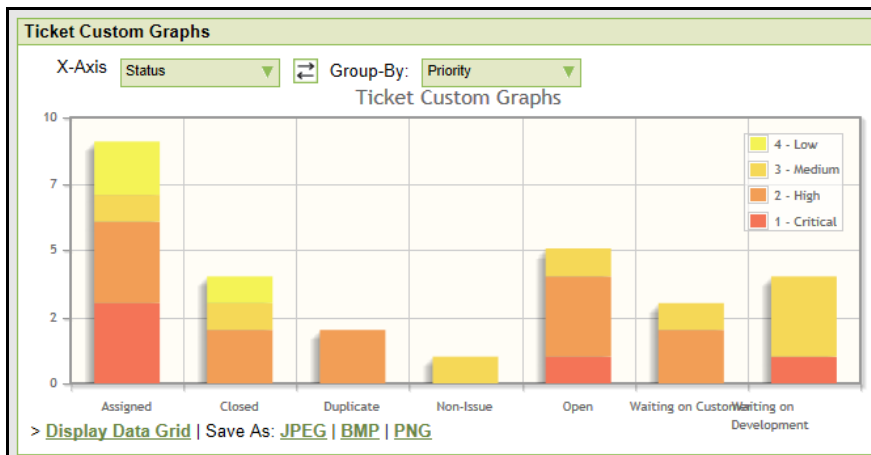 Ticket Custom Graphs
X-Axis Status Group-By: Priority
Ticket Custom Graphs
10
7
5
2
0
4 - Low
3 - Medium
2 - High
1 - Critical
Assigned Closed Duplicate Non-Issue Open Waiting on Customer Waiting on
Development
> Display Data Grid | Save As: JPEG | BMP | PNG